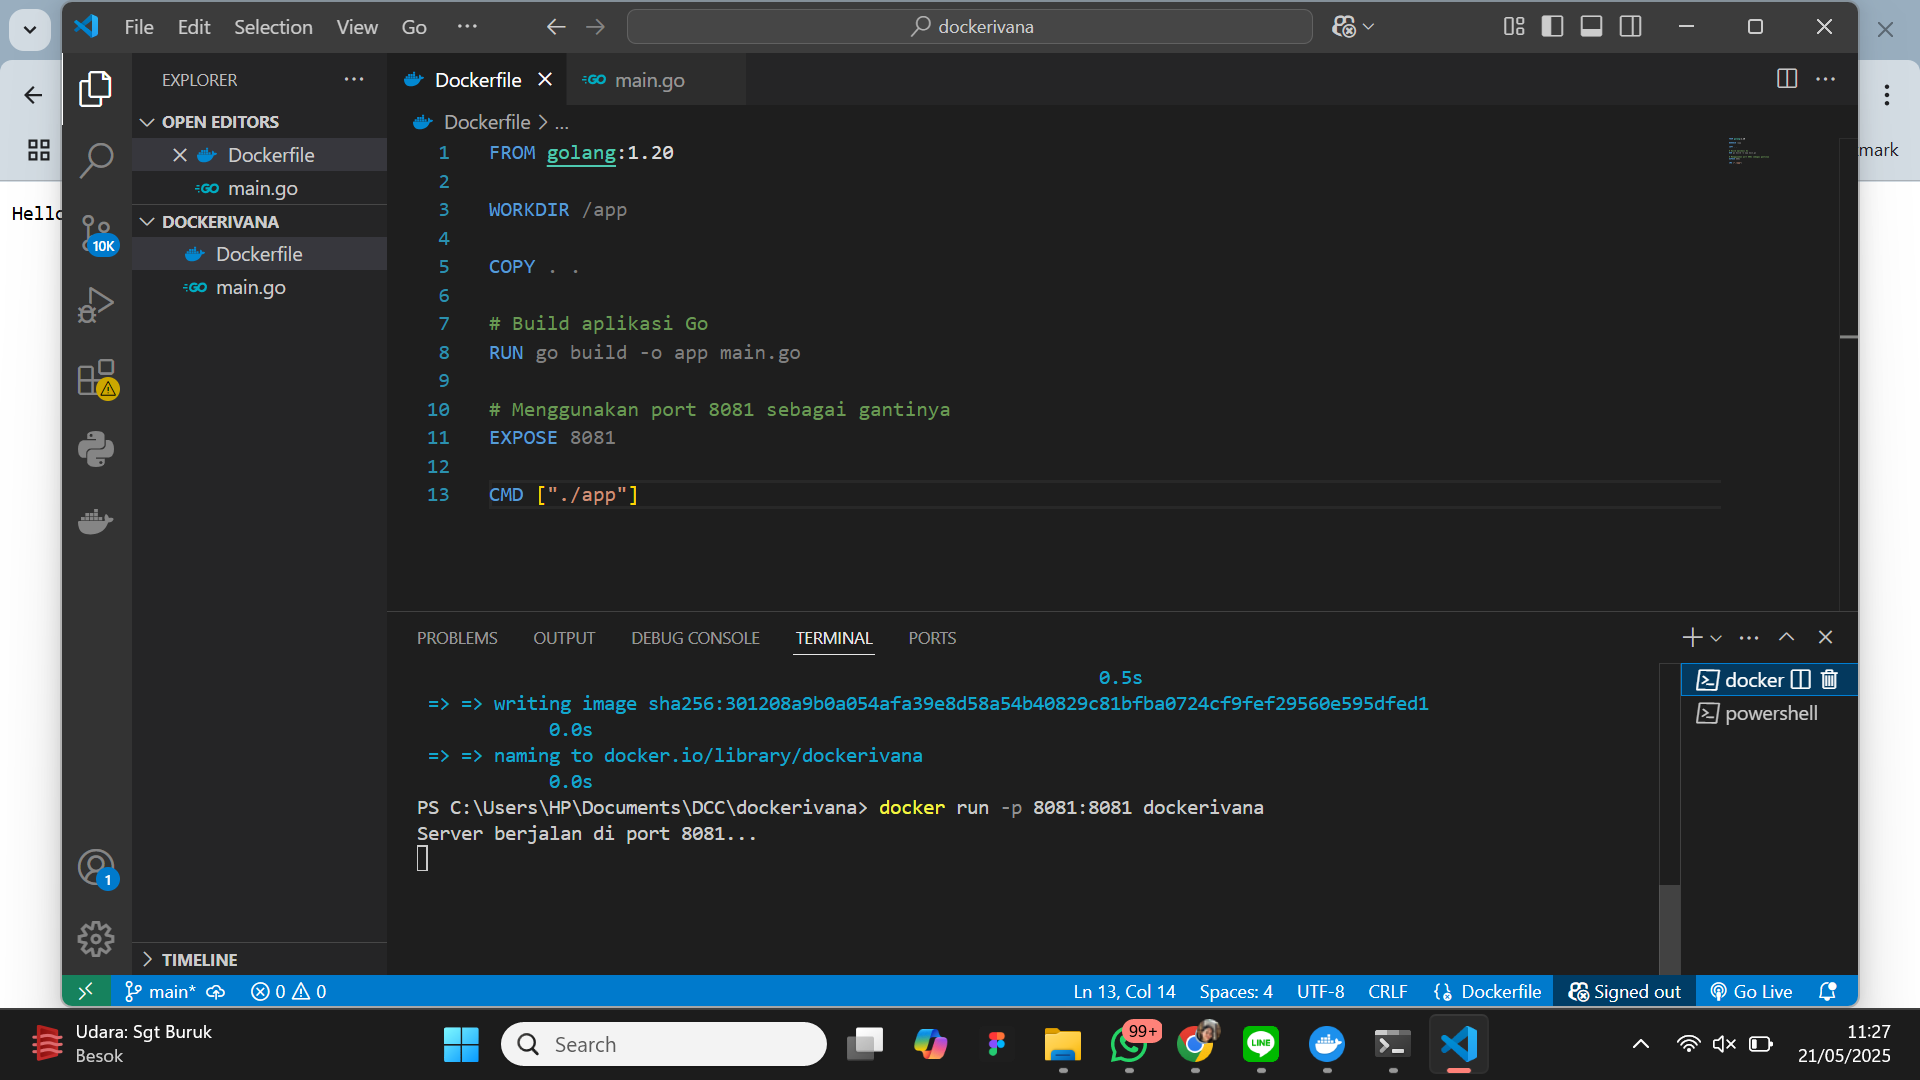 File Edit Selection View Go ··· dockerivana
EXPLORER
OPEN EDITORS
Dockerfile
main.go
DOCKERIVANA
Dockerfile
main.go
TIMELINE
10K
1
Dockerfile main.go
Dockerfile > ...
1 FROM golang:1.20
2
3 WORKDIR /app
4
5 COPY . .
6
7 # Build aplikasi Go
8 RUN go build -o app main.go
9
10 # Menggunakan port 8081 sebagai gantinya
11 EXPOSE 8081
12
13 CMD ["./app"]
PROBLEMS OUTPUT DEBUG CONSOLE TERMINAL PORTS
0.5s
=> => writing image sha256:301208a9b0a054afa39e8d58a54b40829c81bfba0724cf9fef29560e595dfed1
0.0s
=> => naming to docker.io/library/dockerivana
0.0s
PS C:\Users\HP\Documents\DCC\dockerivana> docker run -p 8081:8081 dockerivana
Server berjalan di port 8081...
docker
powershell
main* 0 0 Ln 13, Col 14 Spaces: 4 UTF-8 CRLF Dockerfile Signed out Go Live
Hello
mark
Udara: Sgt Buruk
Besok
Search
99+
LINE
11:27
21/05/2025